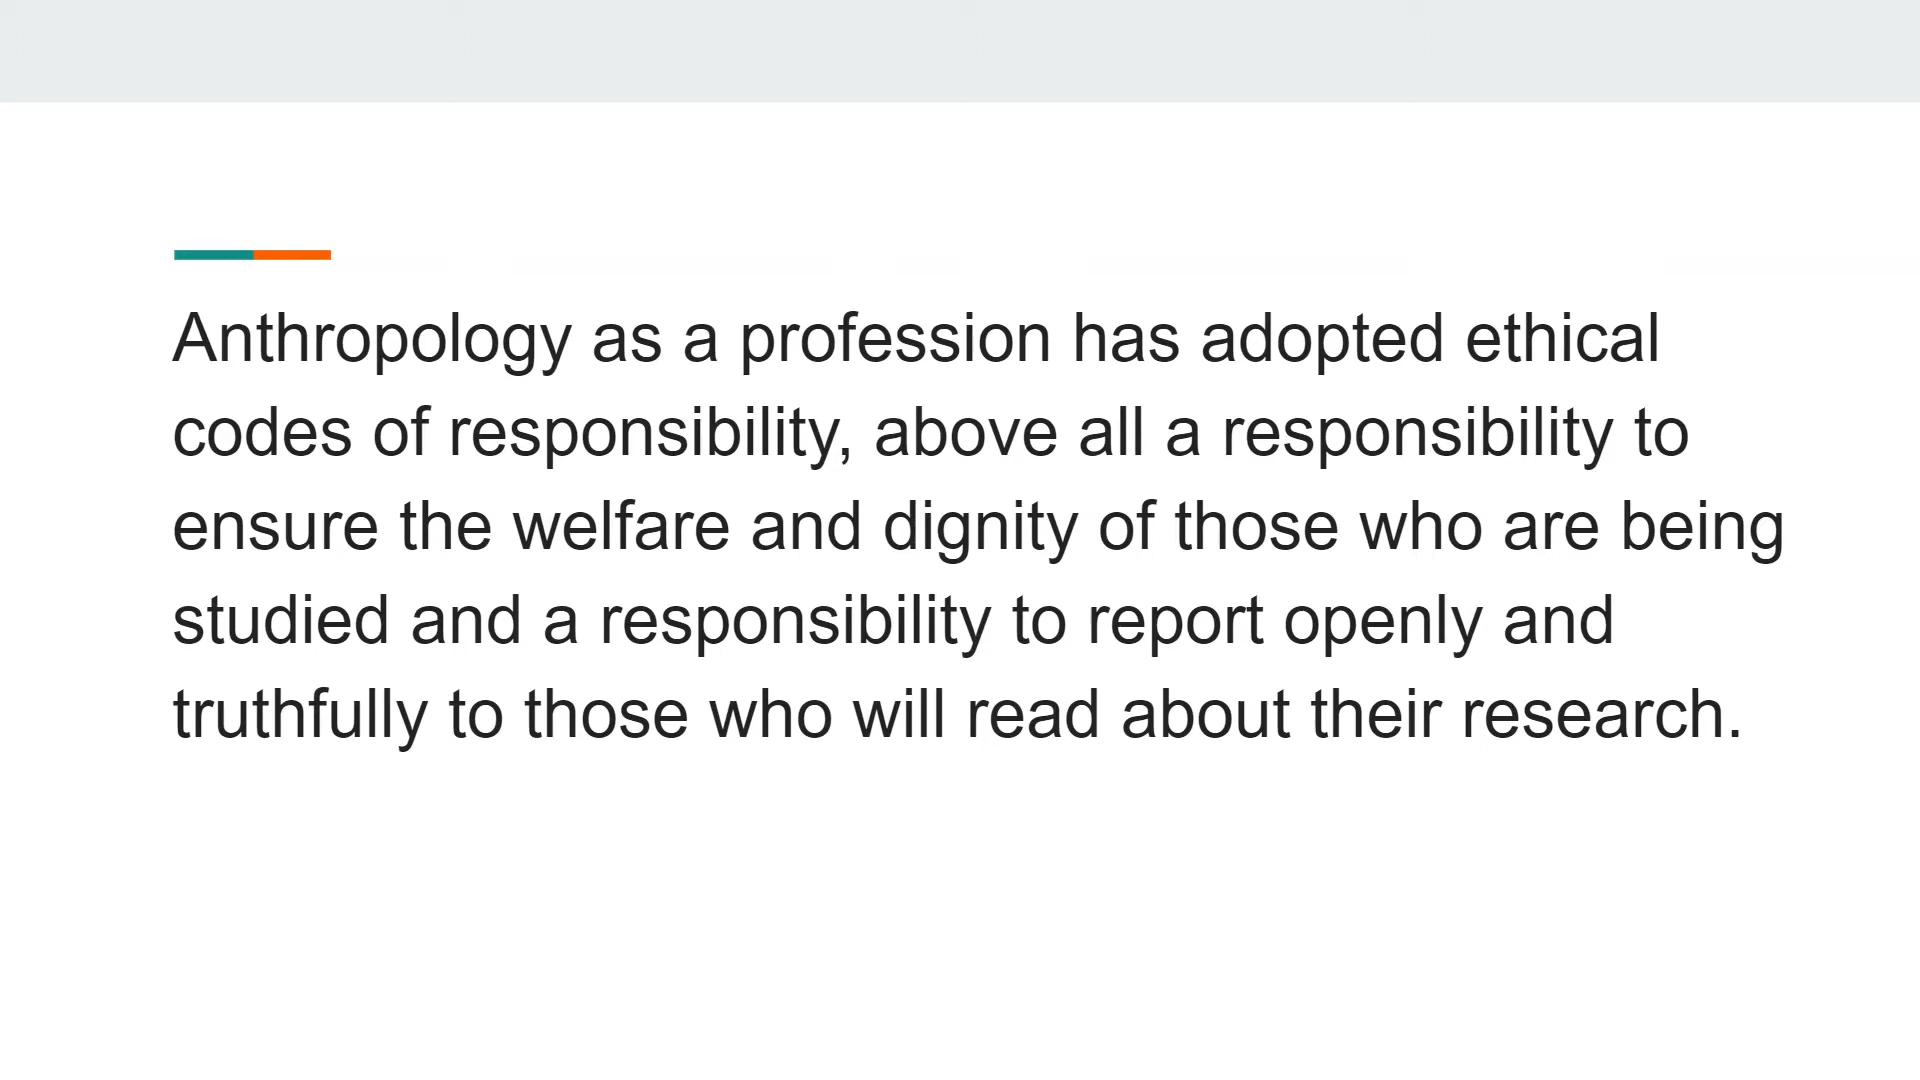 Anthropology as a profession has adopted ethical
codes of responsibility, above all a responsibility to
ensure the welfare and dignity of those who are being
studied and a responsibility to report openly and
truthfully to those who will read about their research.